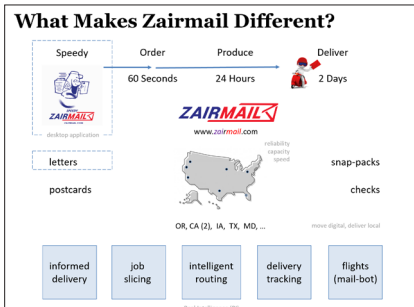 What Makes Zairmail Different?
Speedy Order Produce Deliver
60 Seconds 24 Hours 2 Days
SPEEDY
ZAIRMAIL
desktop application
ZAIRMAIL
www.zairmail.com
reliability
capacity
speed
letters snap-packs
postcards checks
OR, CA (2), IA, TX, MD, ... move digital, deliver local
informed delivery
job slicing
intelligent routing
delivery tracking
flights (mail-bot)